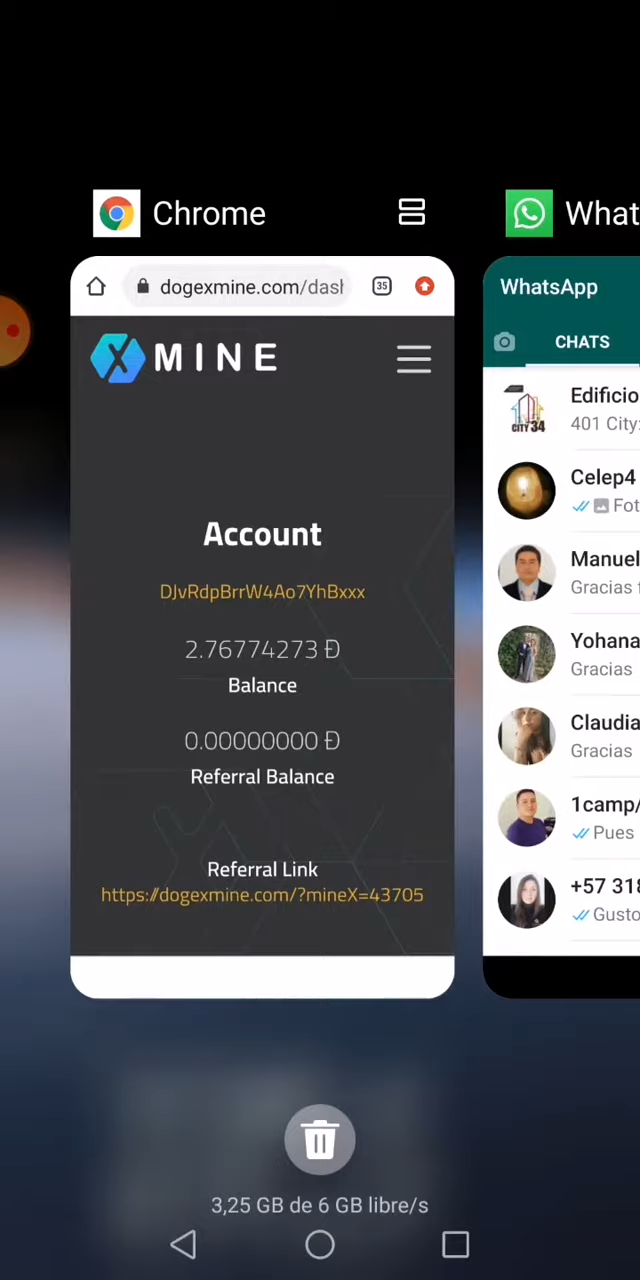 Chrome
What
dogexmine.com/dash
35
MINE
Account
DJvRdpBrrW4Ao7YhBxxx
2.76774273 Ð
Balance
0.00000000 Ð
Referral Balance
Referral Link
https://dogexmine.com/?mineX=43705
WhatsApp
CHATS
CITY 34
Edificio
401 City:
Celep4
Fot
Manuel
Gracias
Yohana
Gracias
Claudia
Gracias
1camp/
Pues
+57 318
Gusto
3,25 GB de 6 GB libre/s